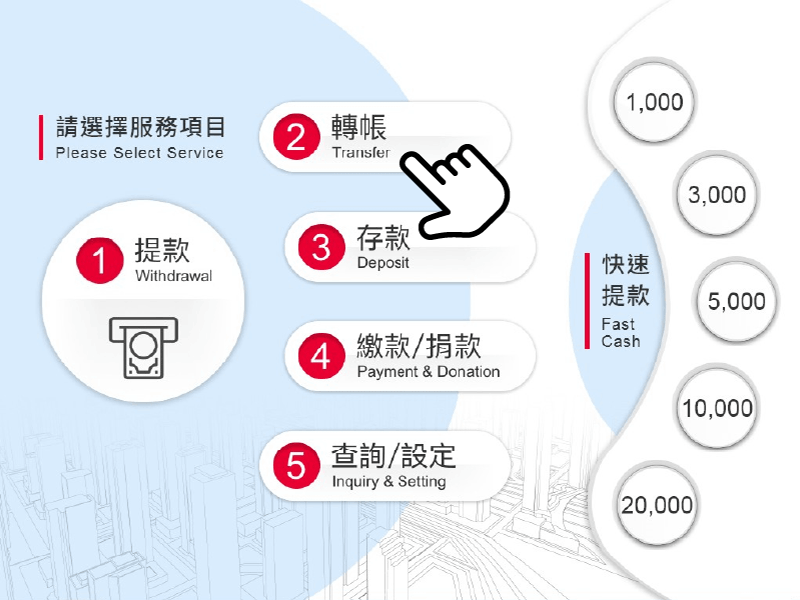 請選擇服務項目
Please Select Service
1
提款
Withdrawal
2
轉帳
Transfer
3
存款
Deposit
4
繳款/捐款
Payment & Donation
5
查詢/設定
Inquiry & Setting
快速
提款
Fast
Cash
1,000
3,000
5,000
10,000
20,000